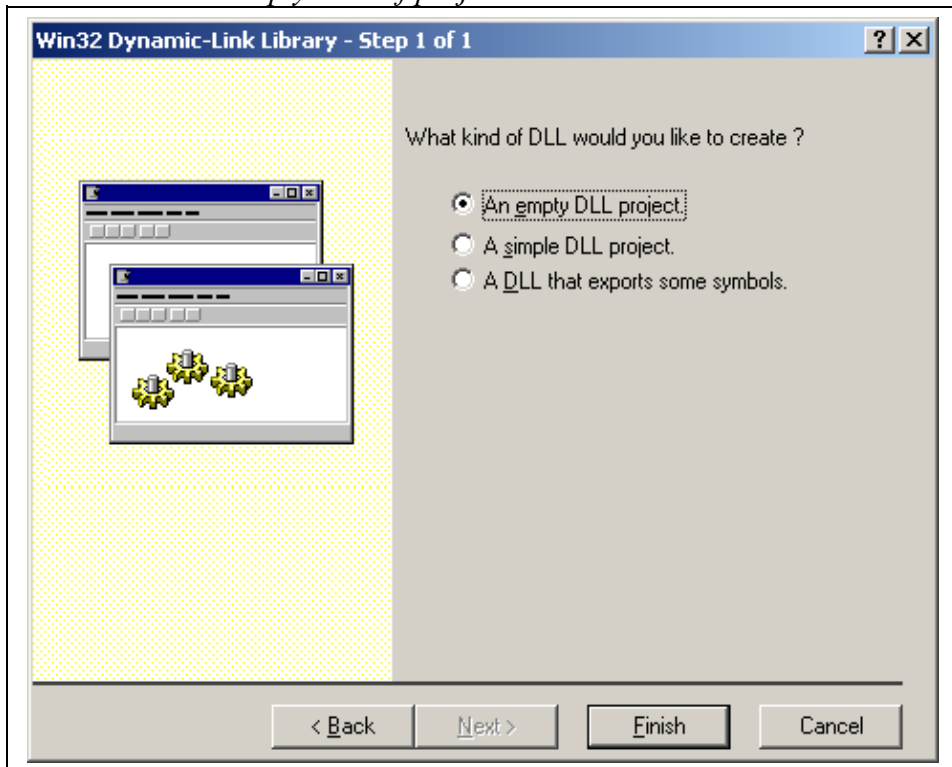 Win32 Dynamic-Link Library - Step 1 of 1
What kind of DLL would you like to create ?
An empty DLL project.
A simple DLL project.
A DLL that exports some symbols.
< Back Next > Finish Cancel